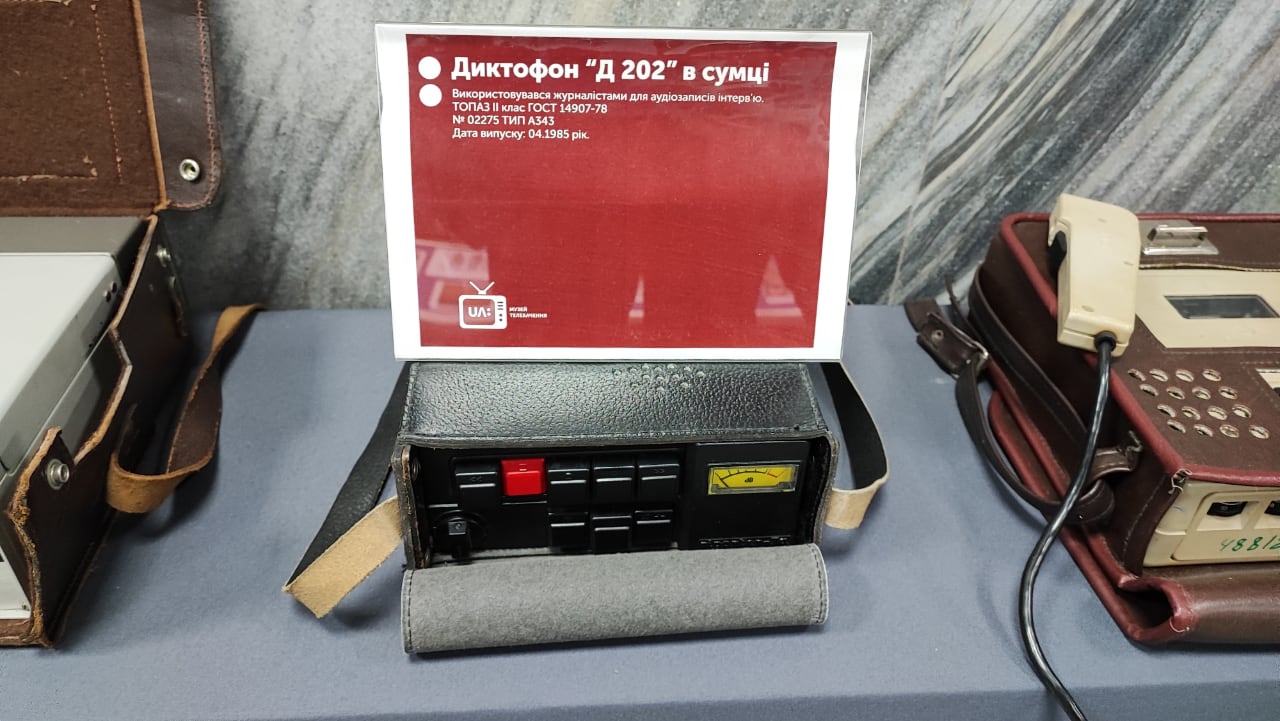 Диктофон “Д 202” в сумці
Використовувався журналістами для аудіозаписів інтерв'ю.
ТОПАЗ ІІ клас ГОСТ 14907-78
№ 02275 ТИП А343
Дата випуску: 04.1985 рік.
UA:
МУЗЕЙ
ТЕЛЕБАЧЕННЯ
dB